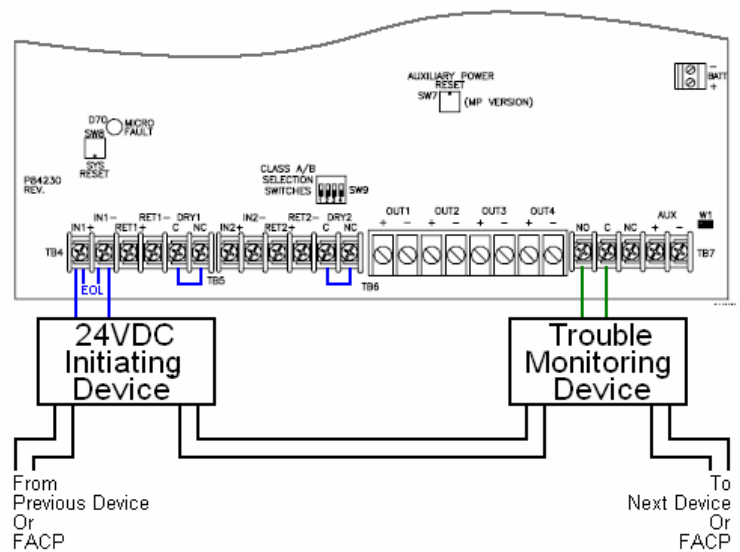 AUXILIARY POWER
RESET
SW7
(MP VERSION)
-
BATT
+
D70
MICRO
FAULT
SW8
SYS
RESET
P84230
REV.
CLASS A/B
SELECTION
SWITCHES
SW9
IN1+
IN1-
RET1+
RET1-
DRY1
C
NC
IN2+
IN2-
RET2+
RET2-
DRY2
C
NC
OUT1
+ -
OUT2
+ -
OUT3
+ -
OUT4
+ -
NO
C
NC
AUX
+ -
W1
TB4
TB5
TB6
TB7
EOL
24VDC
Initiating
Device
Trouble
Monitoring
Device
From
Previous Device
Or
FACP
To
Next Device
Or
FACP